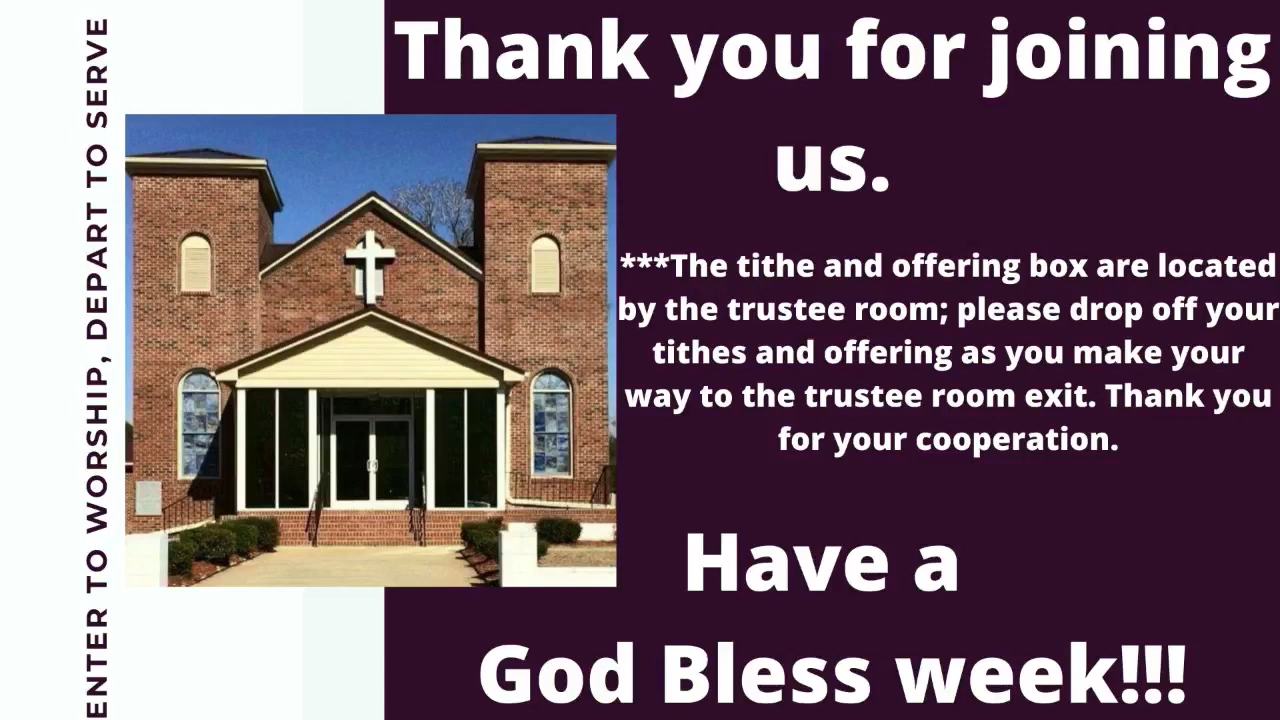 ENTER TO WORSHIP, DEPART TO SERVE
Thank you for joining
us.
***The tithe and offering box are located
by the trustee room; please drop off your
tithes and offering as you make your
way to the trustee room exit. Thank you
for your cooperation.
Have a
God Bless week!!!